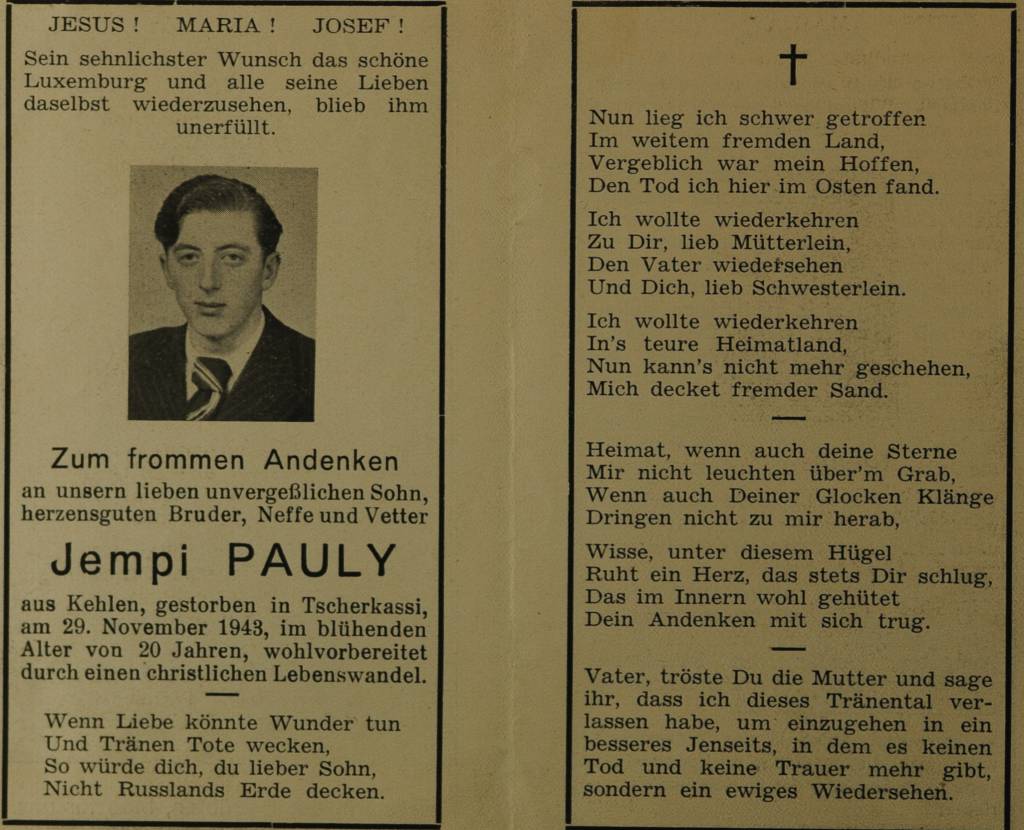 JESUS ! MARIA ! JOSEF !
Sein sehnlichster Wunsch das schöne
Luxemburg und alle seine Lieben
daselbst wiederzusehen, blieb ihm
unerfüllt.
Zum frommen Andenken
an unsern lieben unvergeßlichen Sohn,
herzensguten Bruder, Neffe und Vetter
Jempi PAULY
aus Kehlen, gestorben in Tscherkassi,
am 29. November 1943, im blühenden
Alter von 20 Jahren, wohlvorbereitet
durch einen christlichen Lebenswandel.
Wenn Liebe könnte Wunder tun
Und Tränen Tote wecken,
So würde dich, du lieber Sohn,
Nicht Russlands Erde decken.
Nun lieg ich schwer getroffen
Im weitem fremden Land,
Vergeblich war mein Hoffen,
Den Tod ich hier im Osten fand.
Ich wollte wiederkehren
Zu Dir, lieb Mütterlein,
Den Vater wiedersehen
Und Dich, lieb Schwesterlein.
Ich wollte wiederkehren
In's teure Heimatland,
Nun kann's nicht mehr geschehen,
Mich decket fremder Sand.
Heimat, wenn auch deine Sterne
Mir nicht leuchten über'm Grab,
Wenn auch Deiner Glocken Klänge
Dringen nicht zu mir herab,
Wisse, unter diesem Hügel
Ruht ein Herz, das stets Dir schlug,
Das im Innern wohl gehütet
Dein Andenken mit sich trug.
Vater, tröste Du die Mutter und sage
ihr, dass ich dieses Tränental ver-
lassen habe, um einzugehen in ein
besseres Jenseits, in dem es keinen
Tod und keine Trauer mehr gibt,
sondern ein ewiges Wiedersehen.